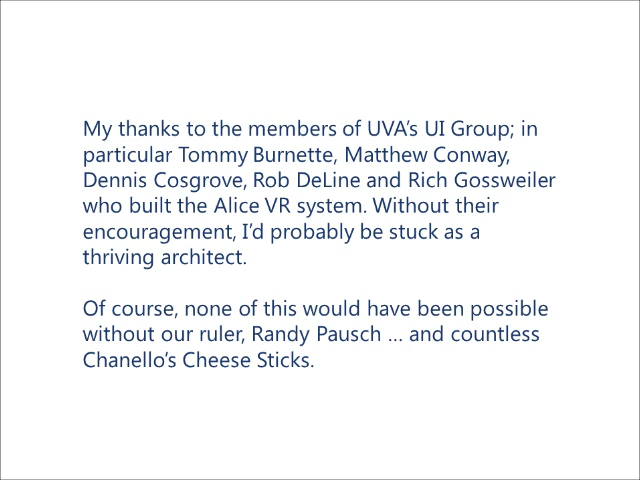 My thanks to the members of UVA’s UI Group; in
particular Tommy Burnette, Matthew Conway,
Dennis Cosgrove, Rob DeLine and Rich Gossweiler
who built the Alice VR system. Without their
encouragement, I’d probably be stuck as a
thriving architect.
Of course, none of this would have been possible
without our ruler, Randy Pausch … and countless
Chanello’s Cheese Sticks.